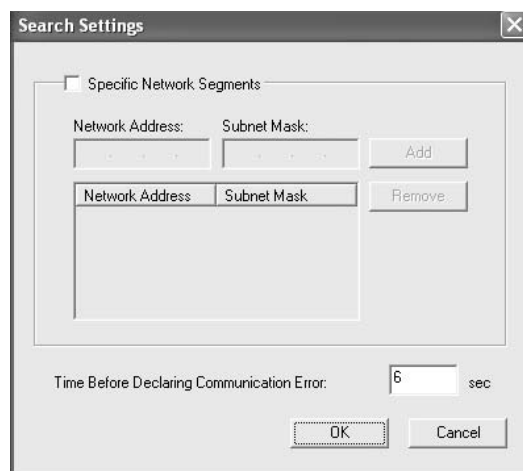 Search Settings
Specific Network Segments
Network Address: Subnet Mask:
Add
Network Address Subnet Mask
Remove
Time Before Declaring Communication Error: 6 sec
OK Cancel